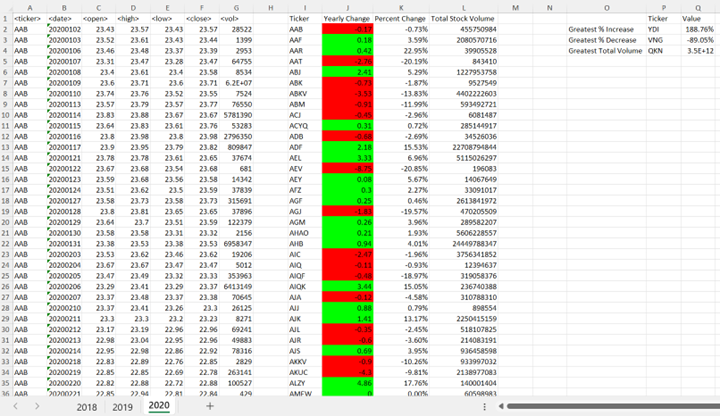 A B C D E F G H I J K L M N O P Q
1 <ticker> <date> <open> <high> <low> <close> <vol> Ticker Yearly Change Percent Change Total Stock Volume Ticker Value
2 AAB 20200102 23.43 23.57 23.43 23.57 28522 AAB -0.17 -0.73% 455750984 Greatest % Increase YDI 188.76%
3 AAB 20200103 23.52 23.61 23.43 23.44 1399 AAF 0.18 3.59% 2080570716 Greatest % Decrease VNG -89.05%
4 AAB 20200106 23.46 23.48 23.37 23.39 2953 AAR 0.42 22.95% 39905528 Greatest Total Volume QKN 3.5E+12
5 AAB 20200107 23.31 23.47 23.28 23.47 64755 AAT -2.76 -20.19% 843410
6 AAB 20200108 23.4 23.61 23.4 23.58 8534 ABJ 2.41 5.29% 1227953758
7 AAB 20200109 23.6 23.71 23.6 23.71 6.2E+07 ABK -0.73 -1.87% 9527549
8 AAB 20200110 23.74 23.76 23.52 23.55 7524 ABKV -3.53 -13.83% 4402222603
9 AAB 20200113 23.57 23.79 23.57 23.77 76550 ABM -0.91 -11.99% 593492721
10 AAB 20200114 23.83 23.88 23.67 23.67 5781390 ACJ -0.45 -2.96% 6081487
11 AAB 20200115 23.64 23.83 23.61 23.76 53283 ACYQ 0.31 0.72% 285144917
12 AAB 20200116 23.8 23.98 23.8 23.98 2796350 ADB -0.68 -2.69% 34526036
13 AAB 20200117 23.9 23.95 23.79 23.82 809847 ADF 2.18 15.53% 22708794844
14 AAB 20200121 23.78 23.78 23.61 23.65 37674 AEL 3.33 6.96% 5115026297
15 AAB 20200122 23.67 23.68 23.54 23.68 681 AEV -8.75 -20.85% 196083
16 AAB 20200123 23.59 23.68 23.56 23.58 14342 AEY 0.08 5.67% 14067649
17 AAB 20200124 23.51 23.62 23.5 23.59 37839 AFZ 0.3 2.27% 33091017
18 AAB 20200127 23.58 23.73 23.58 23.73 315691 AGF 0.25 0.46% 2613841972
19 AAB 20200128 23.8 23.81 23.65 23.65 37896 AGJ -1.83 -19.57% 470205509
20 AAB 20200129 23.64 23.7 23.51 23.59 122379 AGM 0.26 3.96% 289582207
21 AAB 20200130 23.58 23.58 23.31 23.32 2156 AHAO 0.21 1.93% 5606228557
22 AAB 20200131 23.38 23.53 23.38 23.53 6958347 AHB 0.94 4.01% 24449788347
23 AAB 20200203 23.53 23.62 23.46 23.62 19206 AIC -2.47 -1.96% 3756341852
24 AAB 20200204 23.67 23.67 23.47 23.47 5012 AIQ -0.13 -0.93% 12394637
25 AAB 20200205 23.47 23.49 23.32 23.33 353963 AIQF -0.48 -18.97% 319058376
26 AAB 20200206 23.29 23.41 23.29 23.37 6413149 AIQK 3.44 15.05% 236740388
27 AAB 20200207 23.37 23.48 23.37 23.38 70645 AJA -0.12 -4.58% 310788310
28 AAB 20200210 23.37 23.41 23.26 23.3 26125 AJJ 0.88 0.79% 898554
29 AAB 20200211 23.3 23.3 23.2 23.23 8271 AJK 1.41 13.17% 2250415159
30 AAB 20200212 23.17 23.19 22.96 22.96 69241 AJL -0.35 -2.45% 518107825
31 AAB 20200213 22.98 23.04 22.95 22.96 49883 AJR -0.6 -3.60% 214083191
32 AAB 20200214 22.95 22.98 22.86 22.92 78316 AJS 0.69 3.95% 936458598
33 AAB 20200218 22.83 22.89 22.76 22.85 2829 AKKV -0.9 -10.26% 933997032
34 AAB 20200219 22.85 22.85 22.69 22.78 263141 AKUC -4.3 -9.81% 2138977083
35 AAB 20200220 22.82 22.88 22.72 22.88 100527 ALZY 4.86 17.76% 140001404
36 AAB 20200221 22.85 22.94 22.81 22.84 429 AMEW 0 0.00% 60598983
2018 2019 2020 +